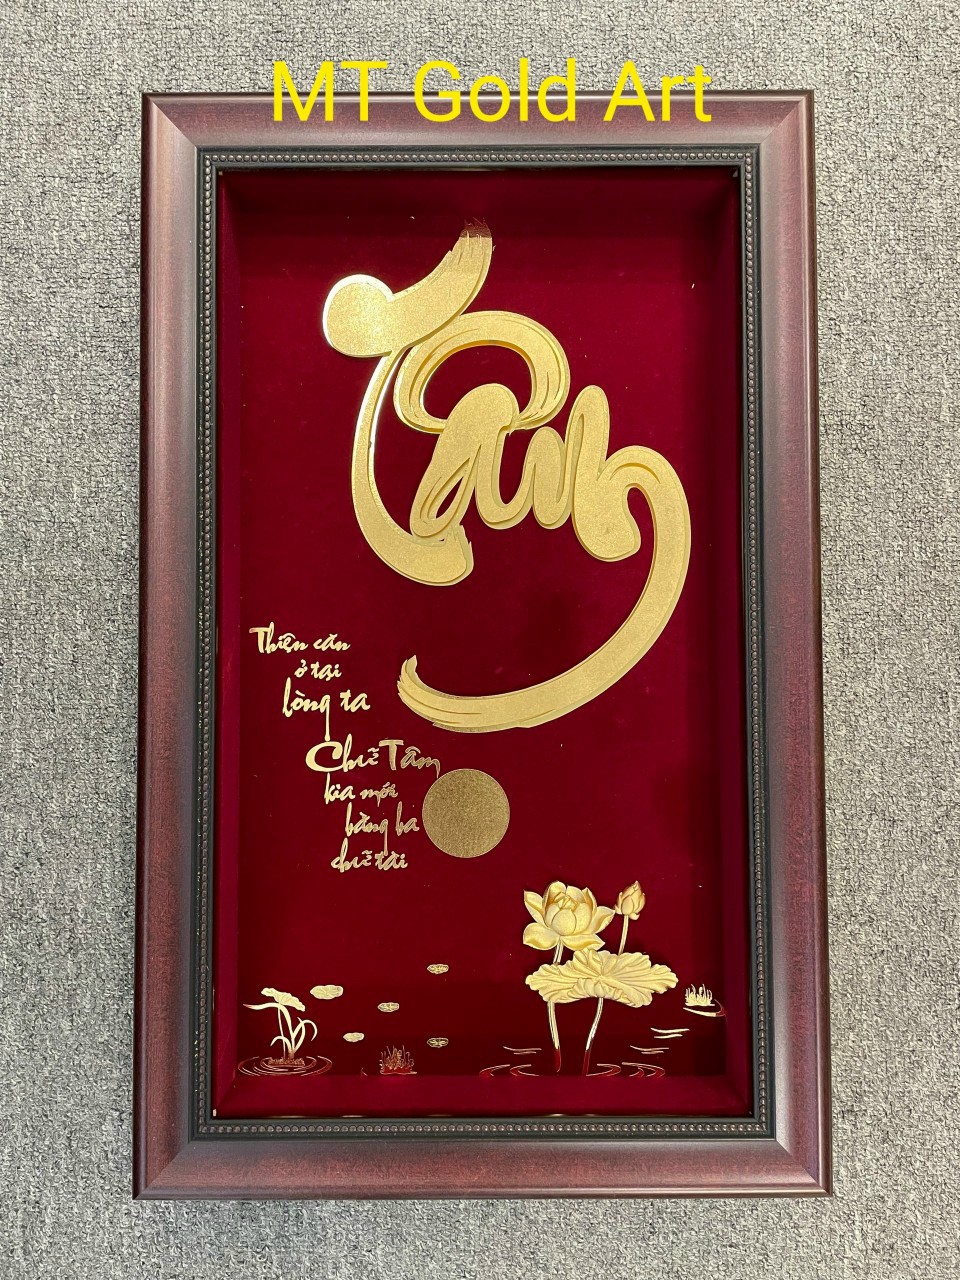 MT Gold Art
Tâm
Thiện căn
ở tại
lòng ta
Chữ Tâm
kia mới
bằng ba
chữ tài